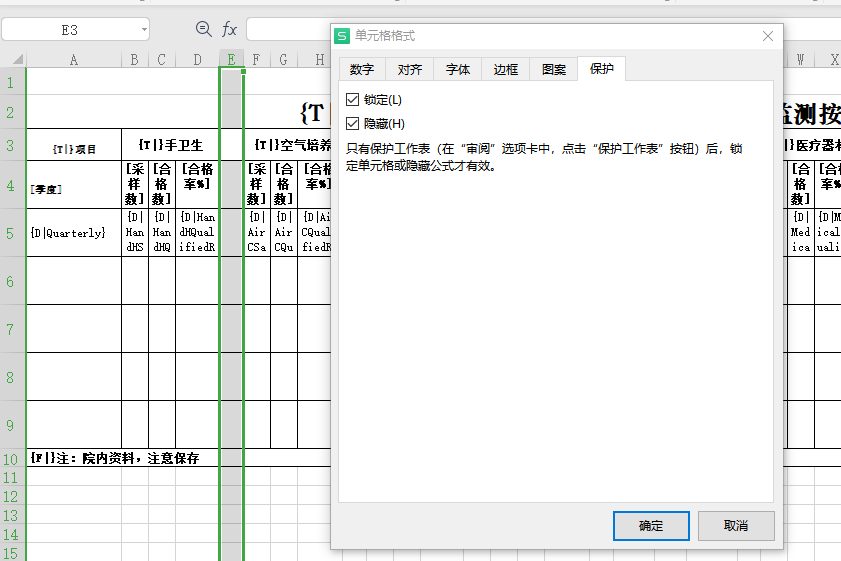 E3
fx
S 单元格格式
数字 对齐 字体 边框 图案 保护
锁定(L)
隐藏(H)
只有保护工作表（在“审阅”选项卡中，点击“保护工作表”按钮）后，锁
定单元格或隐藏公式才有效。
确定 取消
A B C D E F G H W X
1
2 {T| 监测按
3 {T|}项目 {T|}手卫生 {T|}空气培养 |}医疗器材
4 [季度] [采样数] [合格数] [合格率%] [采样数] [合格数] [合格率%] [合格数] [合格率%]
5 {D|Quarterly} {D|HandHS {D|HandHQ {D|HandHQualifiedR {D|AirCSa {D|AirCQu {D|AirCQualifiedR {D|Medica
6
7
8
9
10 {F|}注：院内资料，注意保存
11
12
13
14
15